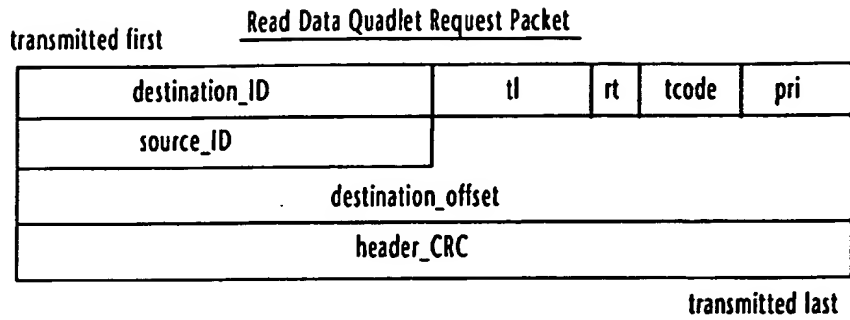 Read Data Quadlet Request Packet
transmitted first
destination_ID tl rt tcode pri
source_ID
destination_offset
header_CRC
transmitted last